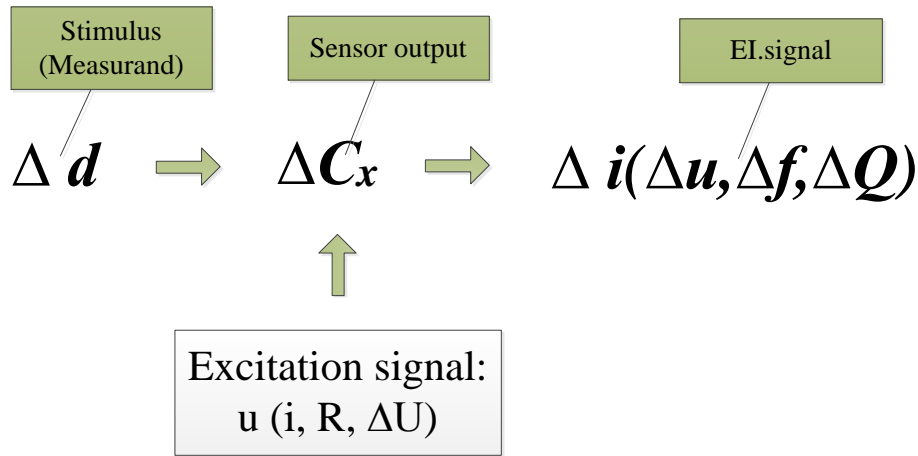 Stimulus
(Measurand)
Sensor output
EI.signal
Δ d
ΔCx
Δ i(Δu,Δf,ΔQ)
Excitation signal:
u (i, R, ΔU)